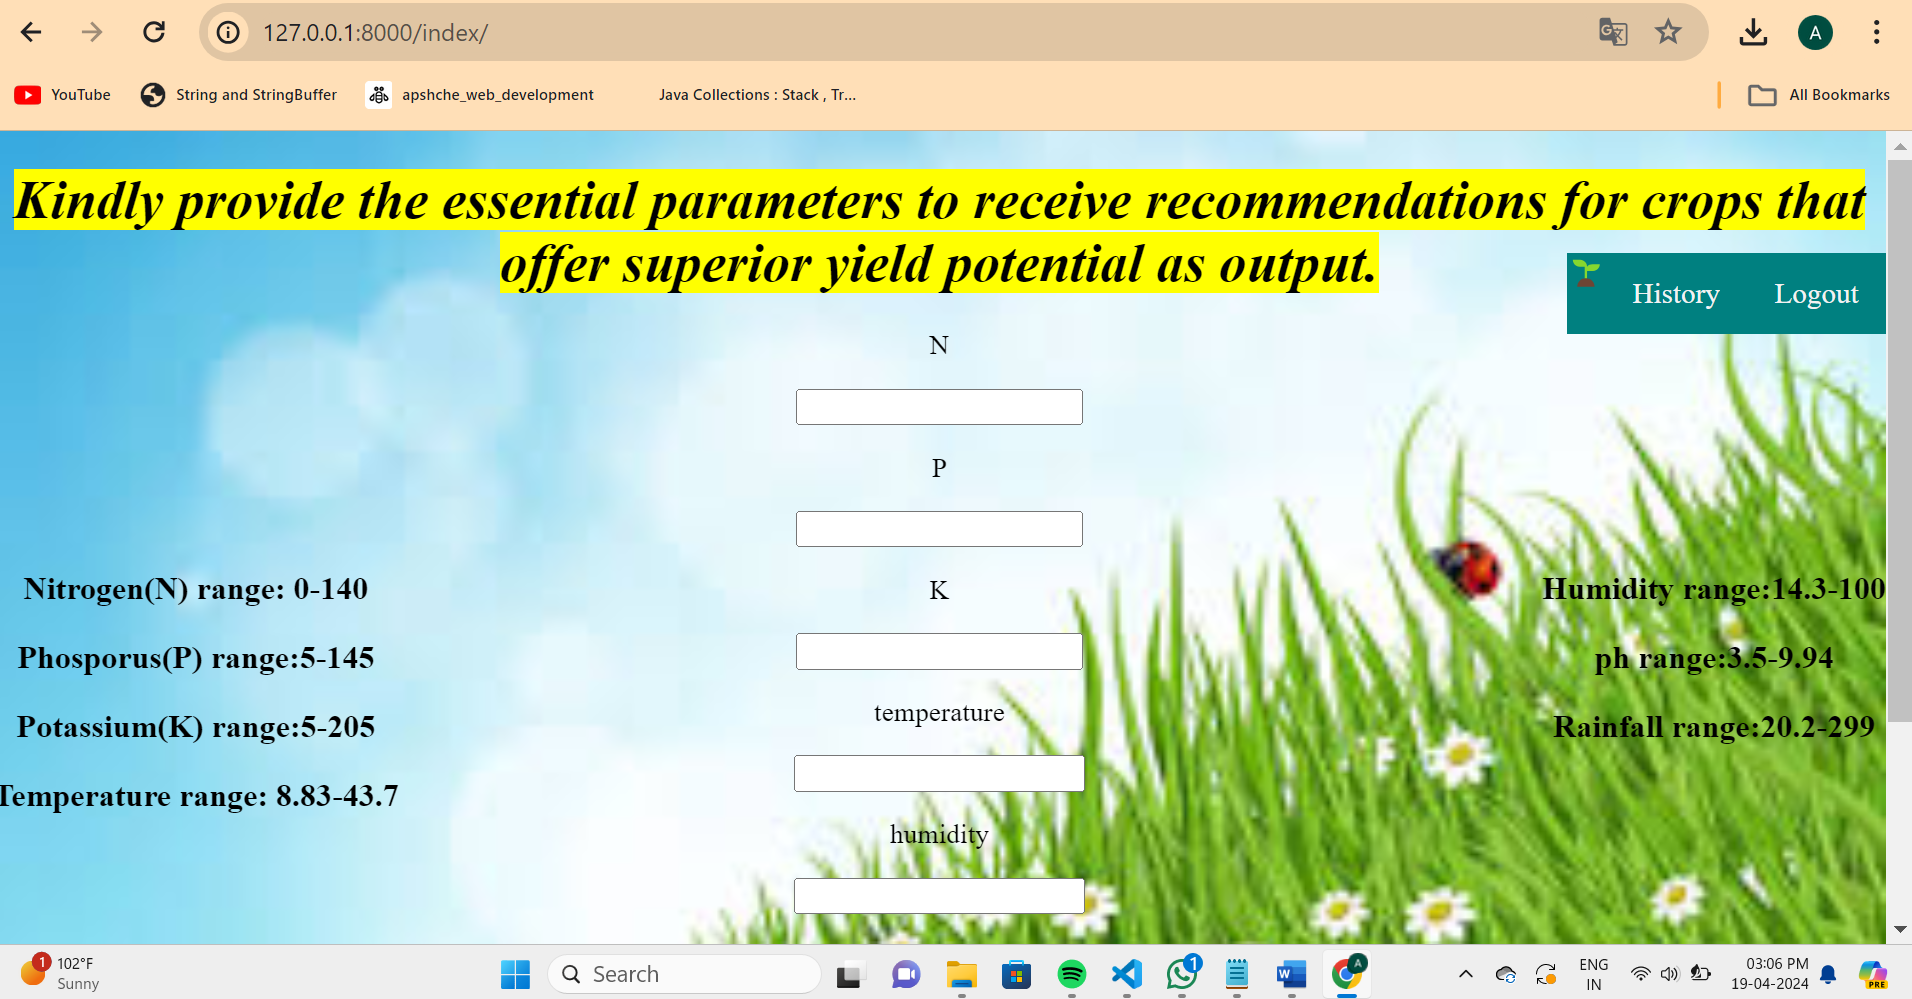 127.0.0.1:8000/index/
A
YouTube
String and StringBuffer
apshche_web_development
Java Collections : Stack , Tr...
All Bookmarks
Kindly provide the essential parameters to receive recommendations for crops that
offer superior yield potential as output.
History Logout
N
P
K
temperature
humidity
Nitrogen(N) range: 0-140
Phosporus(P) range:5-145
Potassium(K) range:5-205
Temperature range: 8.83-43.7
Humidity range:14.3-100
ph range:3.5-9.94
Rainfall range:20.2-299
1
102°F
Sunny
Search
1
W
A
ENG
IN
03:06 PM
19-04-2024
PRE